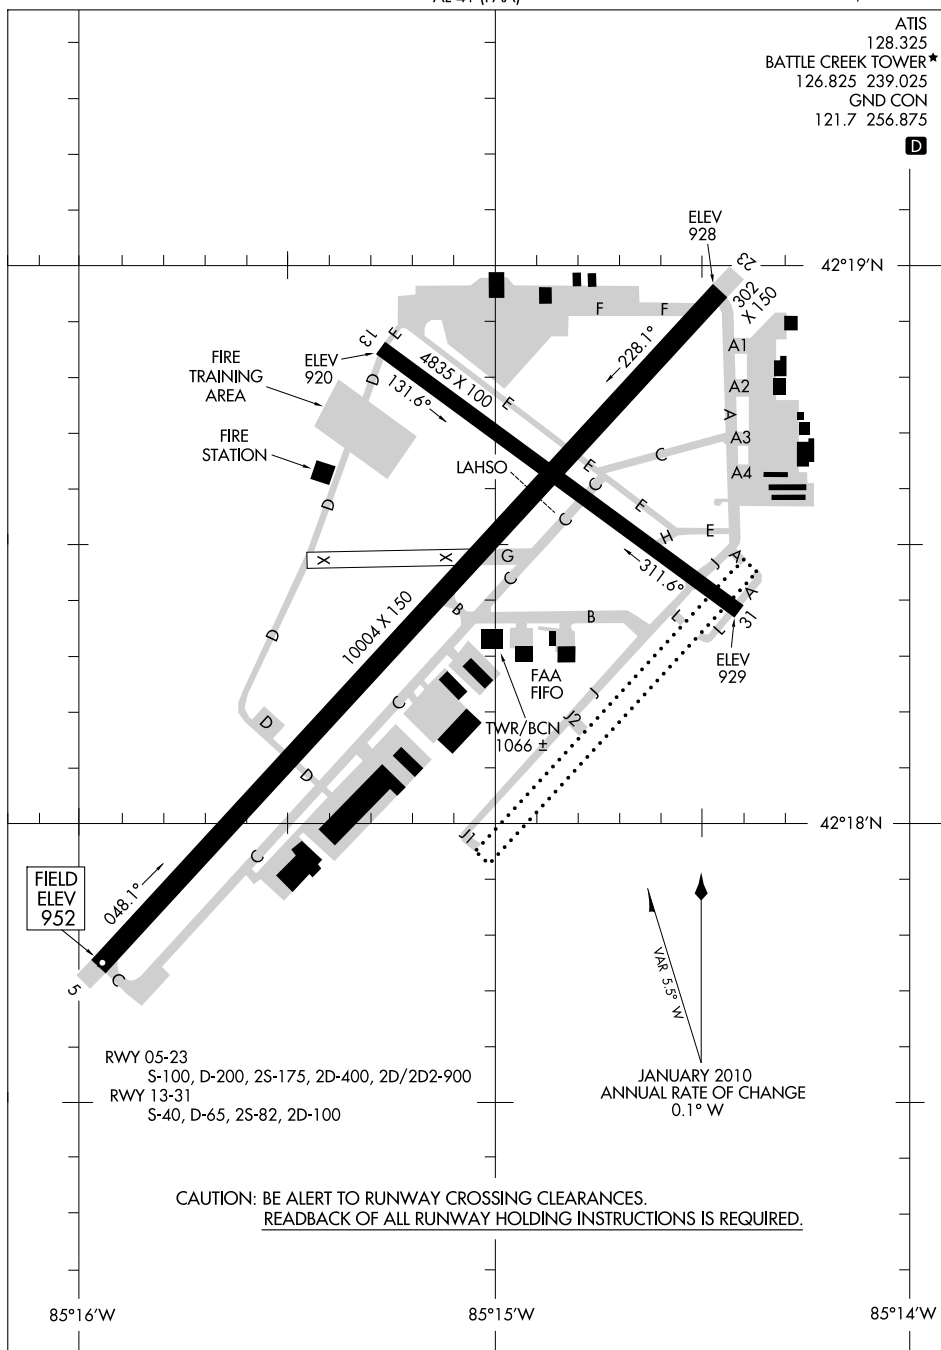 ATIS
128.325
BATTLE CREEK TOWER★
126.825 239.025
GND CON
121.7 256.875
D
ELEV
928
42°19'N
23
302
X 150
F F
A1
13 E
228.1°
FIRE
TRAINING
AREA
ELEV
920
4835 X 100
D
131.6°
A2
E
A
FIRE
STATION
A3
C
LAHSO
E
A4
C
D
E
C
H
E
X
X
G
J
A
C
311.6°
A
10004 X 150
B
B
L
L
31
D
ELEV
929
FAA
FIFO
J
C
J2
D
TWR/BCN
1066 ±
D
J1
42°18'N
C
FIELD
ELEV
952
048.1°
C
5
VAR 5.5° W
RWY 05-23
S-100, D-200, 2S-175, 2D-400, 2D/2D2-900
RWY 13-31
S-40, D-65, 2S-82, 2D-100
JANUARY 2010
ANNUAL RATE OF CHANGE
0.1° W
CAUTION: BE ALERT TO RUNWAY CROSSING CLEARANCES.
READBACK OF ALL RUNWAY HOLDING INSTRUCTIONS IS REQUIRED.
85°16'W
85°15'W
85°14'W